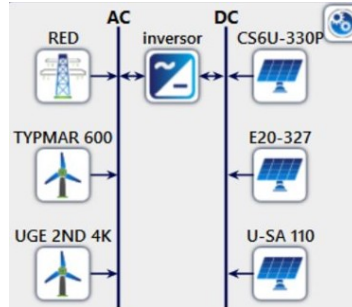 AC DC
RED inversor CS6U-330P
TYPMAR 600 E20-327
UGE 2ND 4K U-SA 110